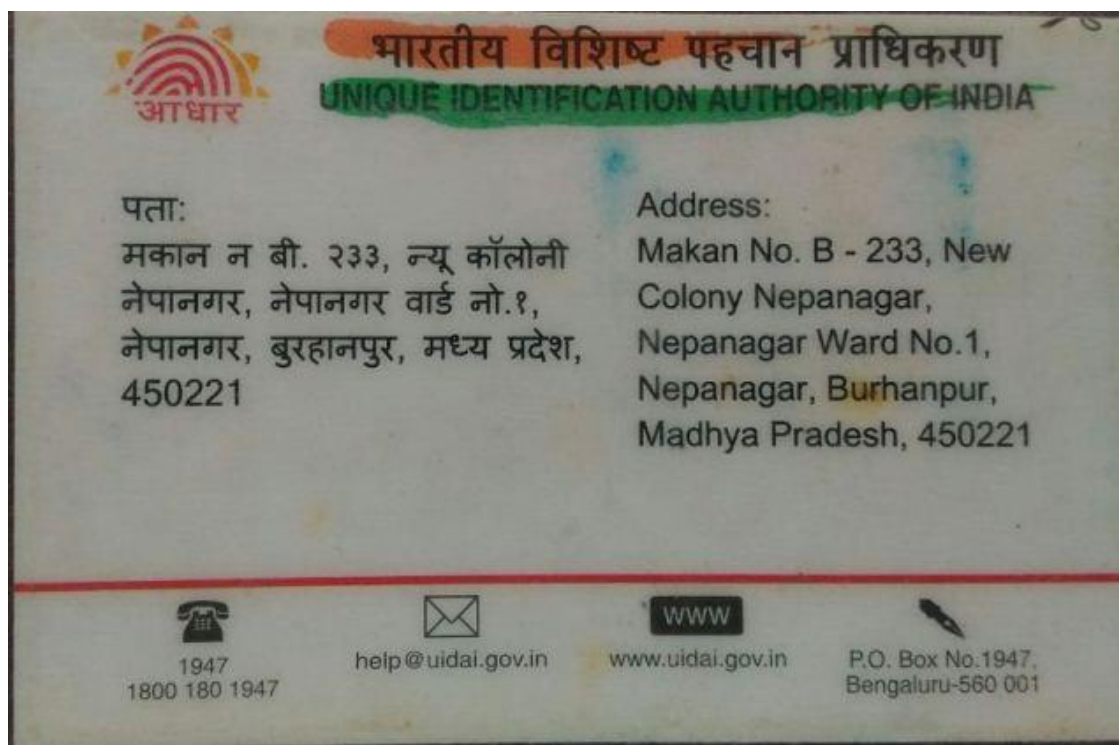 भारतीय विशिष्ट पहचान प्राधिकरण
UNIQUE IDENTIFICATION AUTHORITY OF INDIA
आधार
पता:
मकान न बी. २३३, न्यू कॉलोनी
नेपानगर, नेपानगर वार्ड नो.१,
नेपानगर, बुरहानपुर, मध्य प्रदेश,
450221
Address:
Makan No. B - 233, New
Colony Nepanagar,
Nepanagar Ward No.1,
Nepanagar, Burhanpur,
Madhya Pradesh, 450221
1947
1800 180 1947
help@uidai.gov.in
WWW
www.uidai.gov.in
P.O. Box No.1947,
Bengaluru-560 001